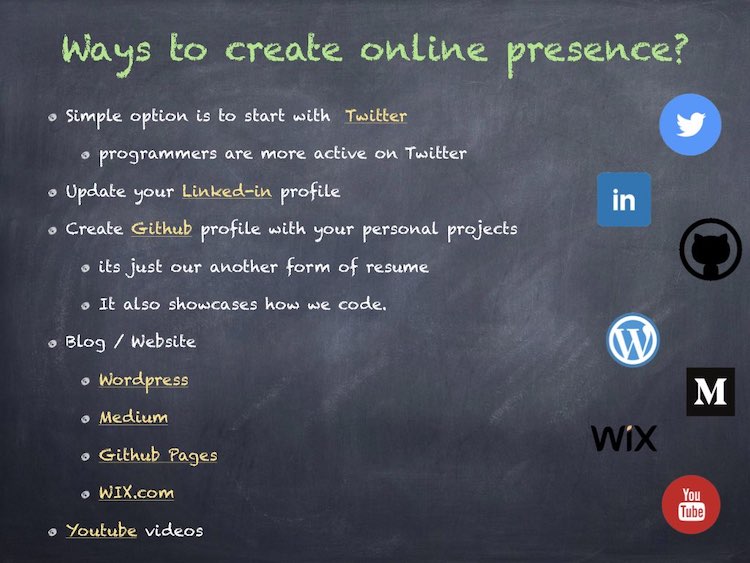 Ways to create online presence?
Simple option is to start with Twitter
programmers are more active on Twitter
Update your Linked-in profile
in
Create Github profile with your personal projects
its just our another form of resume
It also showcases how we code.
Blog / Website
W
Wordpress
M
Medium
WiX
Github Pages
WIX.com
You
Tube
Youtube videos